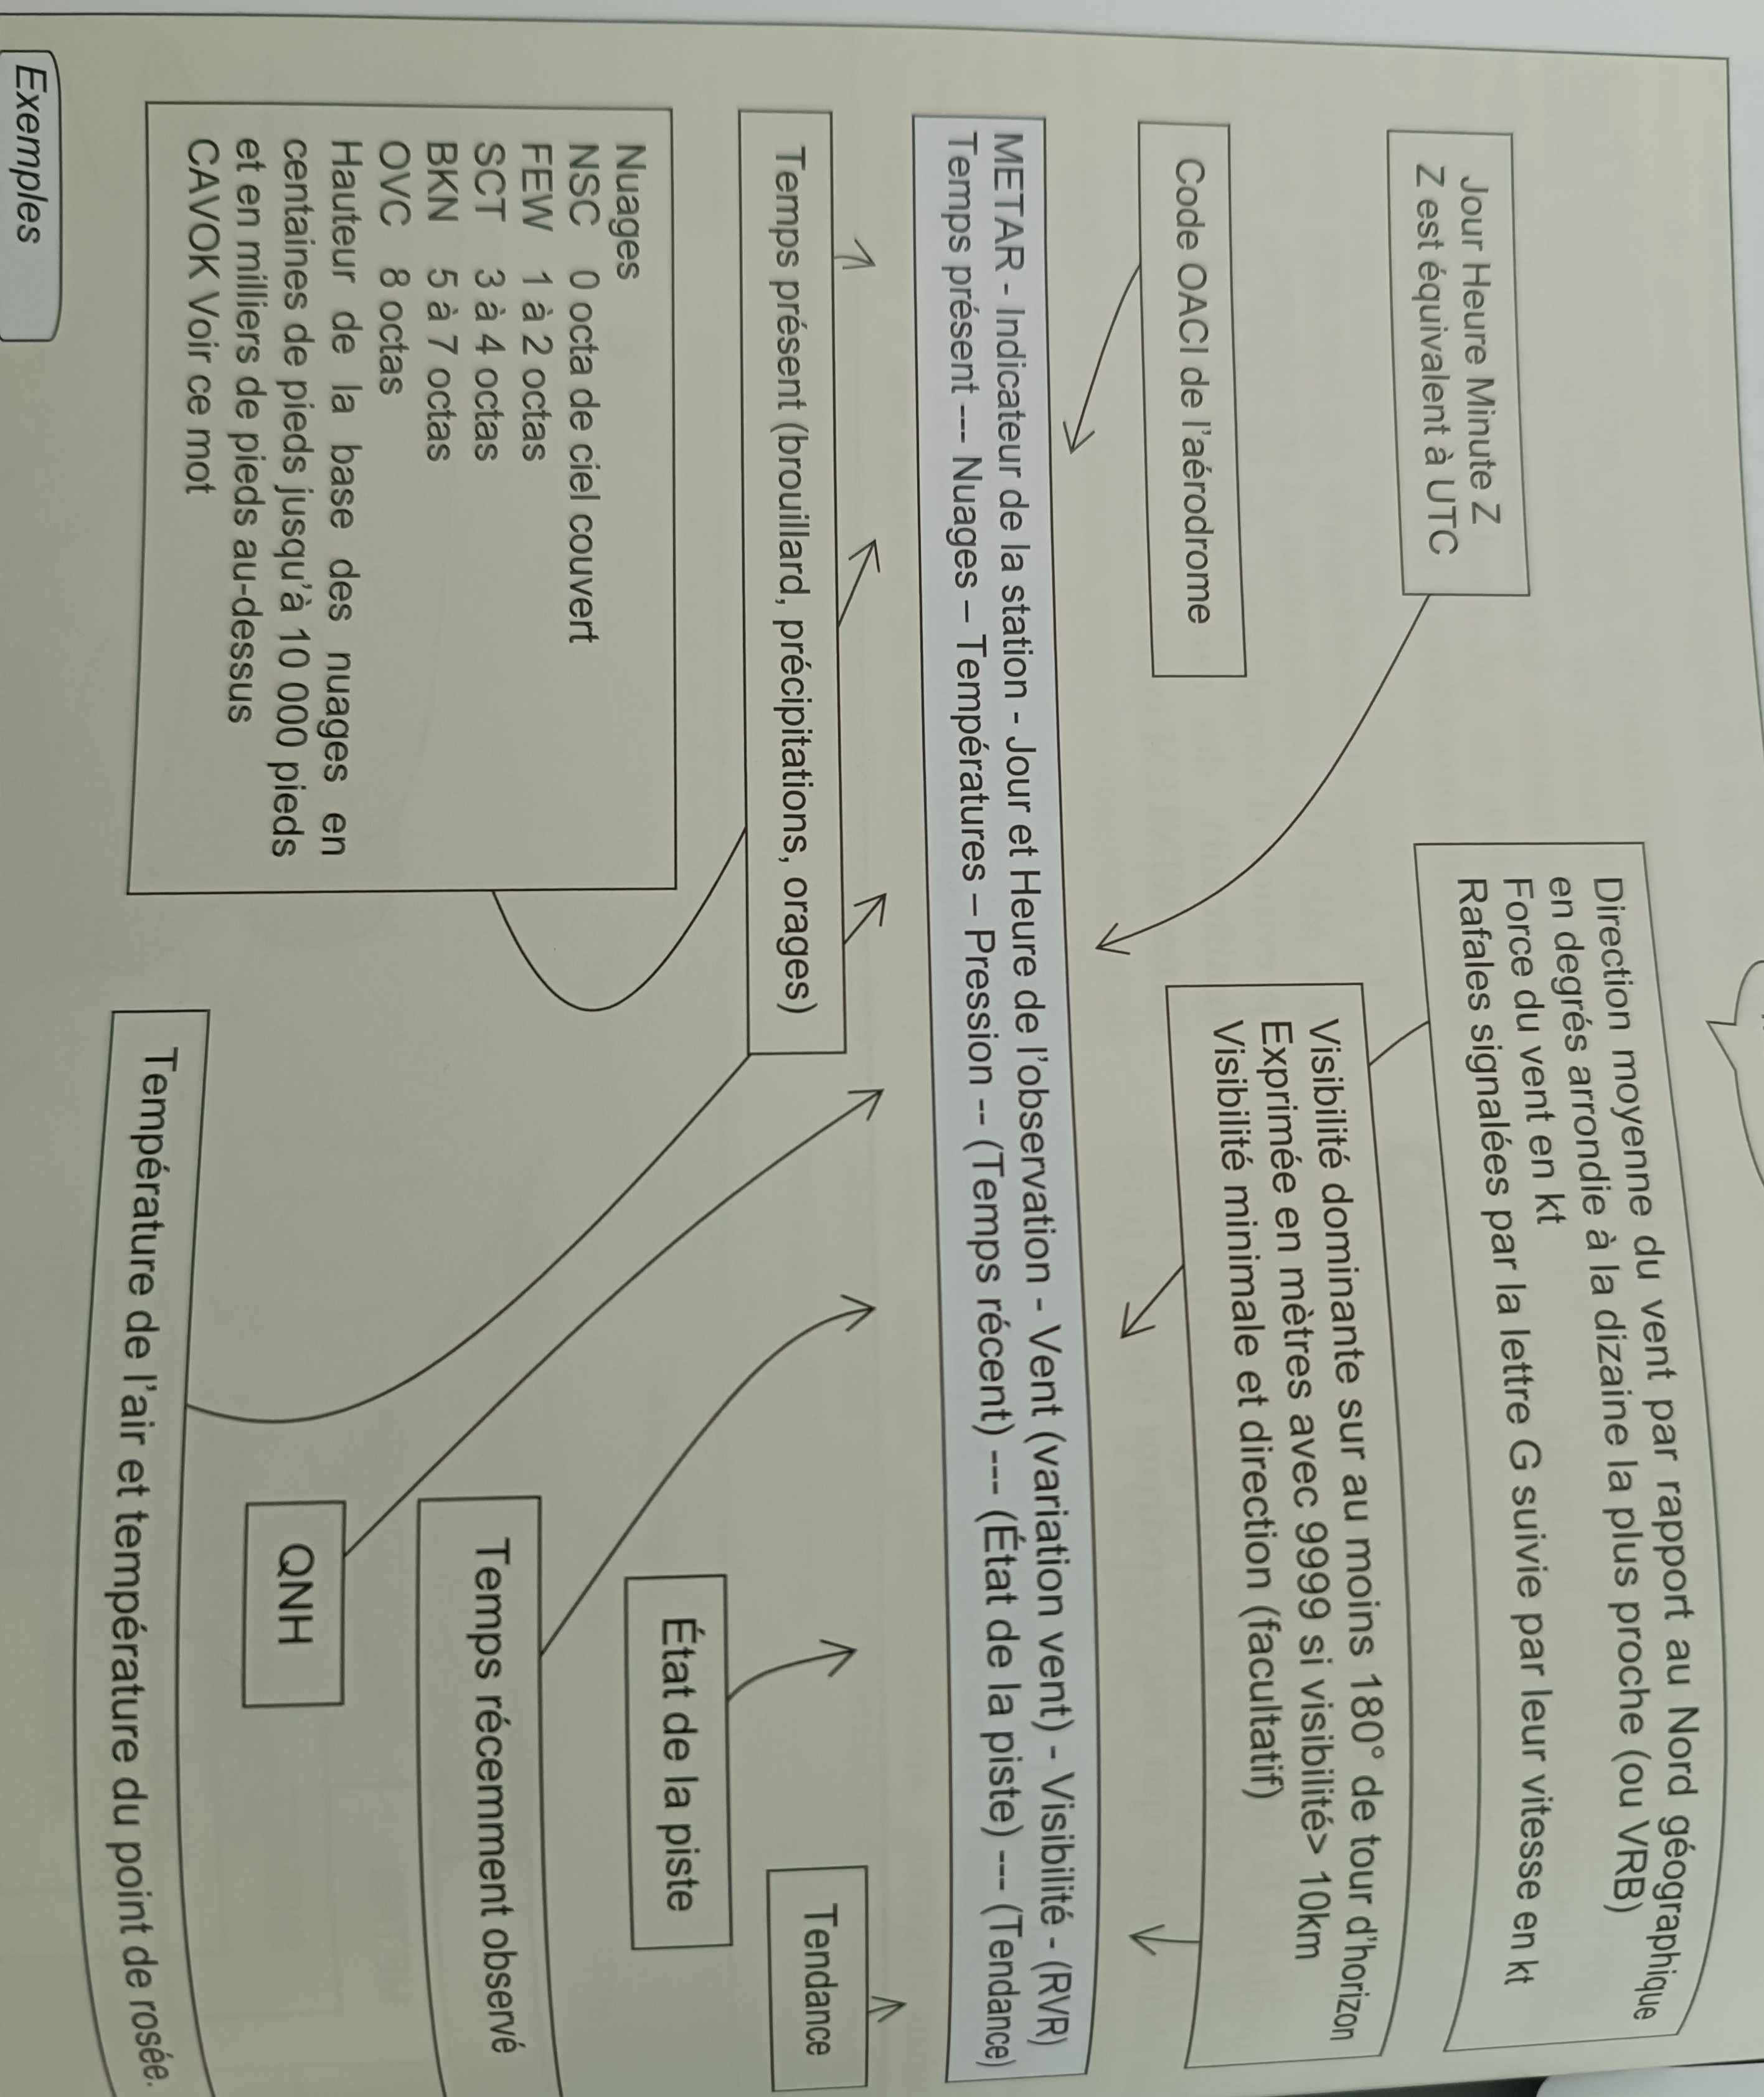 Direction moyenne du vent par rapport au Nord géographique
en degrés arrondie à la dizaine la plus proche (ou VRB)
Force du vent en kt
Rafales signalées par la lettre G suivie par leur vitesse en kt
Jour Heure Minute Z
Z est équivalent à UTC
Visibilité dominante sur au moins 180° de tour d'horizon
Exprimée en mètres avec 9999 si visibilité> 10km
Visibilité minimale et direction (facultatif)
Code OACI de l'aérodrome
METAR - Indicateur de la station - Jour et Heure de l'observation - Vent (variation vent) - Visibilité - (RVR)
Temps présent --- Nuages – Températures – Pression -- (Temps récent) --- (État de la piste) --- (Tendance)
Temps présent (brouillard, précipitations, orages)
Tendance
État de la piste
Nuages
NSC 0 octa de ciel couvert
FEW 1 à 2 octas
SCT 3 à 4 octas
BKN 5 à 7 octas
OVC 8 octas
Hauteur de la base des nuages en
centaines de pieds jusqu'à 10 000 pieds
et en milliers de pieds au-dessus
CAVOK Voir ce mot
Temps récemment observé
QNH
Température de l'air et température du point de rosée.
Exemples